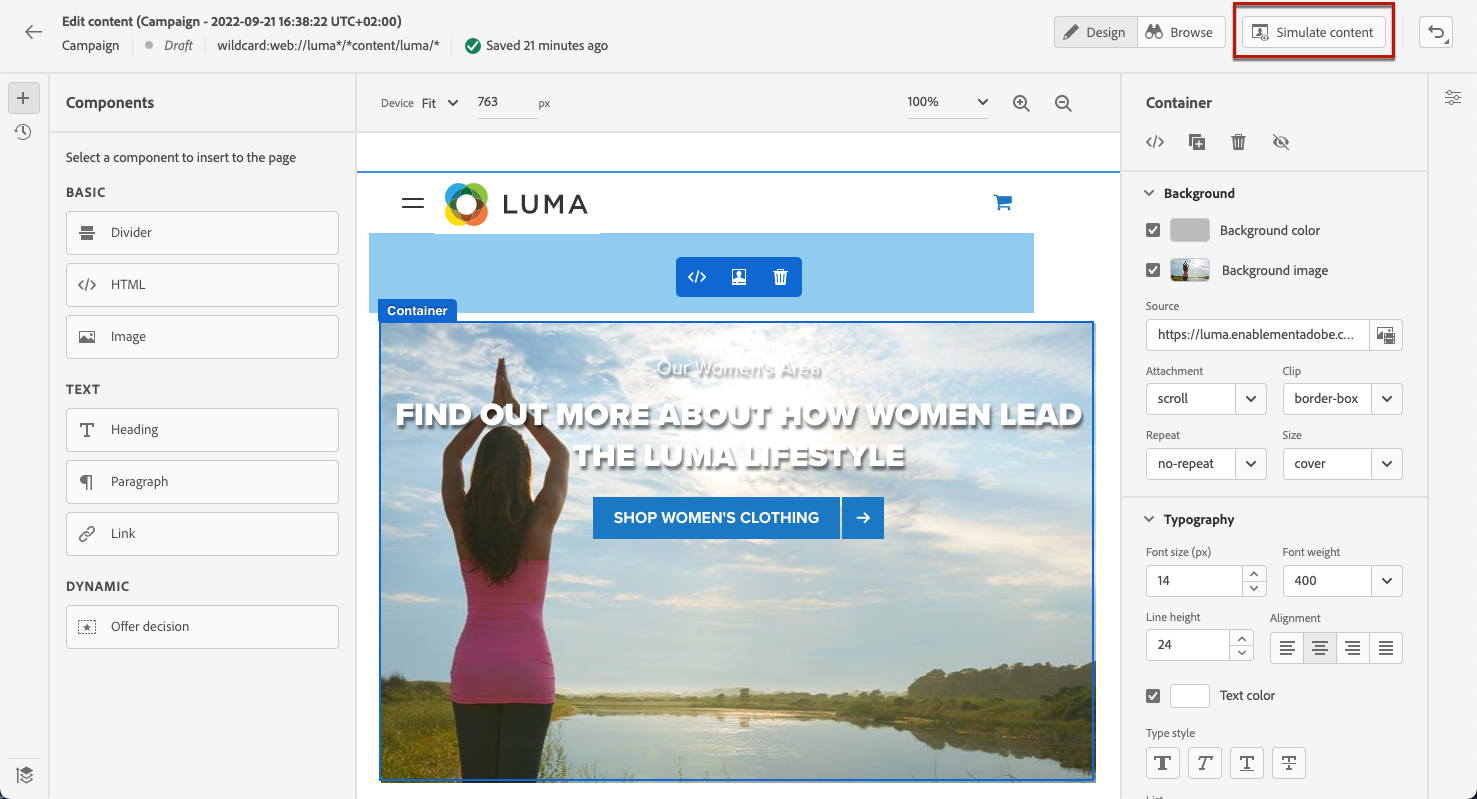 Edit content (Campaign - 2022-09-21 16:38:22 UTC+02:00)
Campaign Draft wildcard:web://luma*/*content/luma/* Saved 21 minutes ago
Design Browse Simulate content
Components
Select a component to insert to the page
BASIC
Divider
HTML
Image
TEXT
Heading
Paragraph
Link
DYNAMIC
Offer decision
Device Fit 763 px 100%
LUMA
Container
Our Women's Area
FIND OUT MORE ABOUT HOW WOMEN LEAD
THE LUMA LIFESTYLE
SHOP WOMEN'S CLOTHING
Container
Background
Background color
Background image
Source
https://luma.enablementadobe.c...
Attachment Clip
scroll border-box
Repeat Size
no-repeat cover
Typography
Font size (px) Font weight
14 400
Line height Alignment
24
Text color
Type style